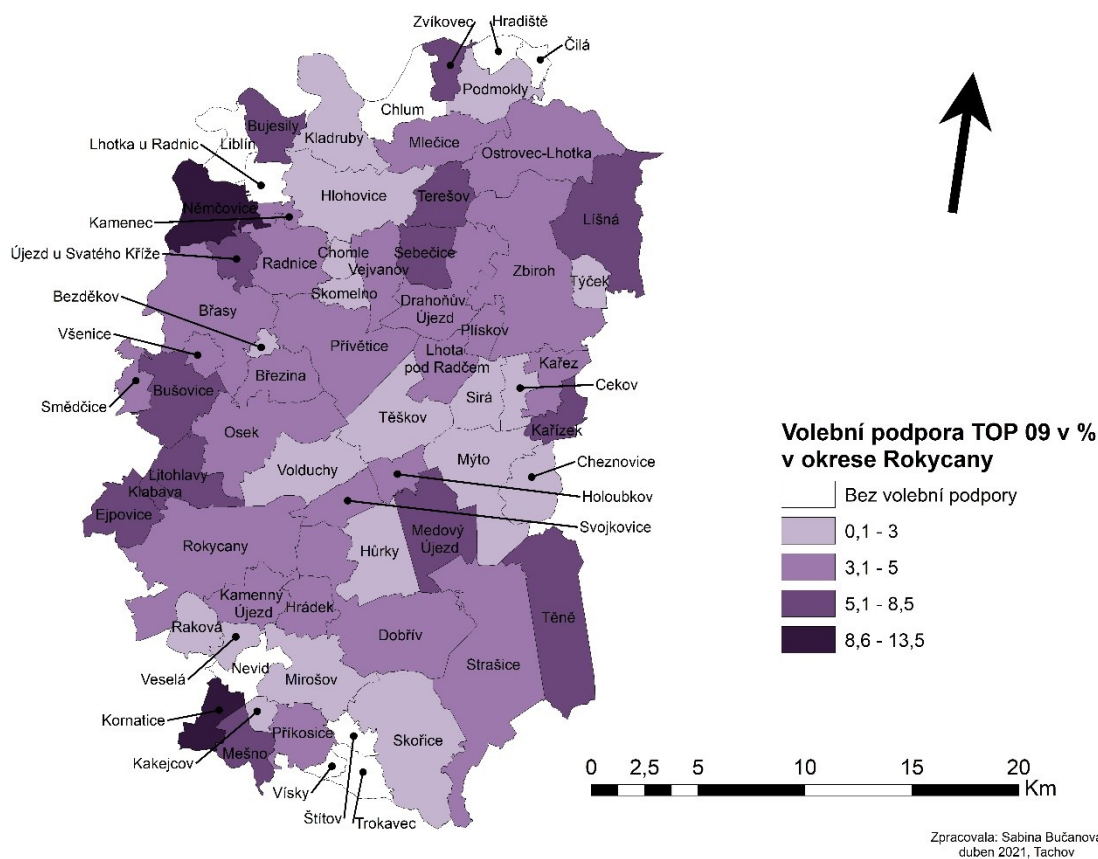 Zvíkovec
Hradiště
Čilá
Podmokly
Chlum
Bujesily
Liblín
Kladruby
Mlečice
Ostrovec-Lhotka
Lhotka u Radnic
Hlohovice
Terešov
Líšná
Němčovice
Kamenec
Újezd u Svatého Kříže
Radnice
Chomle
Vejvanov
Sebečice
Zbiroh
Týček
Bezděkov
Skomelno
Břasy
Drahoňův
Újezd
Plískov
Všenice
Přívětice
Lhota
pod Radčem
Kařez
Březina
Smědčice
Bušovice
Sirá
Cekov
Těškov
Osek
Kařízek
Volduchy
Mýto
Cheznovice
Litohlavy
Klabava
Holoubkov
Ejpovice
Svojkovice
Medový
Újezd
Rokycany
Hůrky
Kamenný
Újezd
Hrádek
Těně
Raková
Dobřív
Strašice
Veselá
Nevid
Mirošov
Kornatice
Příkosice
Skořice
Kakejcov
Mešno
Vísky
Štítov
Trokavec
Volební podpora TOP 09 v %
v okrese Rokycany
Bez volební podpory
0,1 - 3
3,1 - 5
5,1 - 8,5
8,6 - 13,5
0 2,5 5 10 15 20
Km
Zpracovala: Sabina Bučanová
duben 2021, Tachov